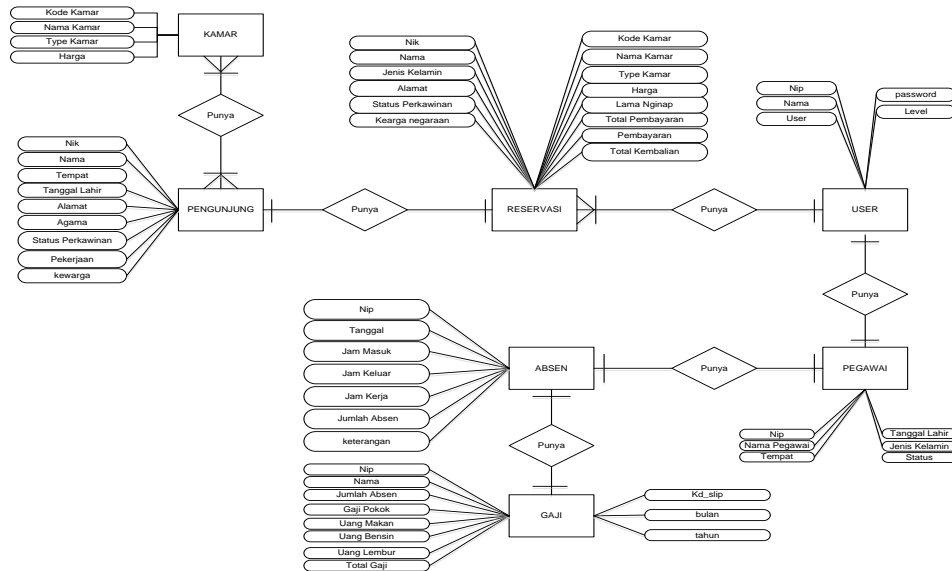 Kode Kamar
Nama Kamar
Type Kamar
Harga
KAMAR
Punya
Nik
Nama
Tempat
Tanggal Lahir
Alamat
Agama
Status Perkawinan
Pekerjaan
kewarga
PENGUNJUNG
Punya
Nik
Nama
Jenis Kelamin
Alamat
Status Perkawinan
Kearga negaraan
Kode Kamar
Nama Kamar
Type Kamar
Harga
Lama Nginap
Total Pembayaran
Pembayaran
Total Kembalian
RESERVASI
Punya
Nip
Nama
User
password
Level
USER
Punya
PEGAWAI
Nip
Nama Pegawai
Tempat
Tanggal Lahir
Jenis Kelamin
Status
Punya
Nip
Tanggal
Jam Masuk
Jam Keluar
Jam Kerja
Jumlah Absen
keterangan
ABSEN
Punya
Nip
Nama
Jumlah Absen
Gaji Pokok
Uang Makan
Uang Bensin
Uang Lembur
Total Gaji
GAJI
Kd_slip
bulan
tahun